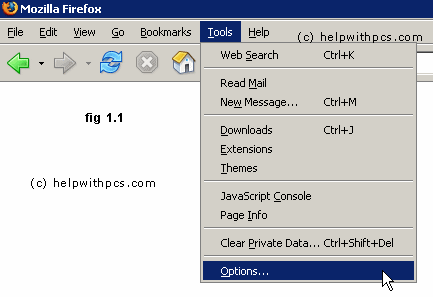 Mozilla Firefox
File Edit View Go Bookmarks Tools Help
(c) helpwithpcs.com
Web Search Ctrl+K
Read Mail
New Message... Ctrl+M
fig 1.1
Downloads Ctrl+J
Extensions
Themes
(c) helpwithpcs.com
JavaScript Console
Page Info
Clear Private Data... Ctrl+Shift+Del
Options...